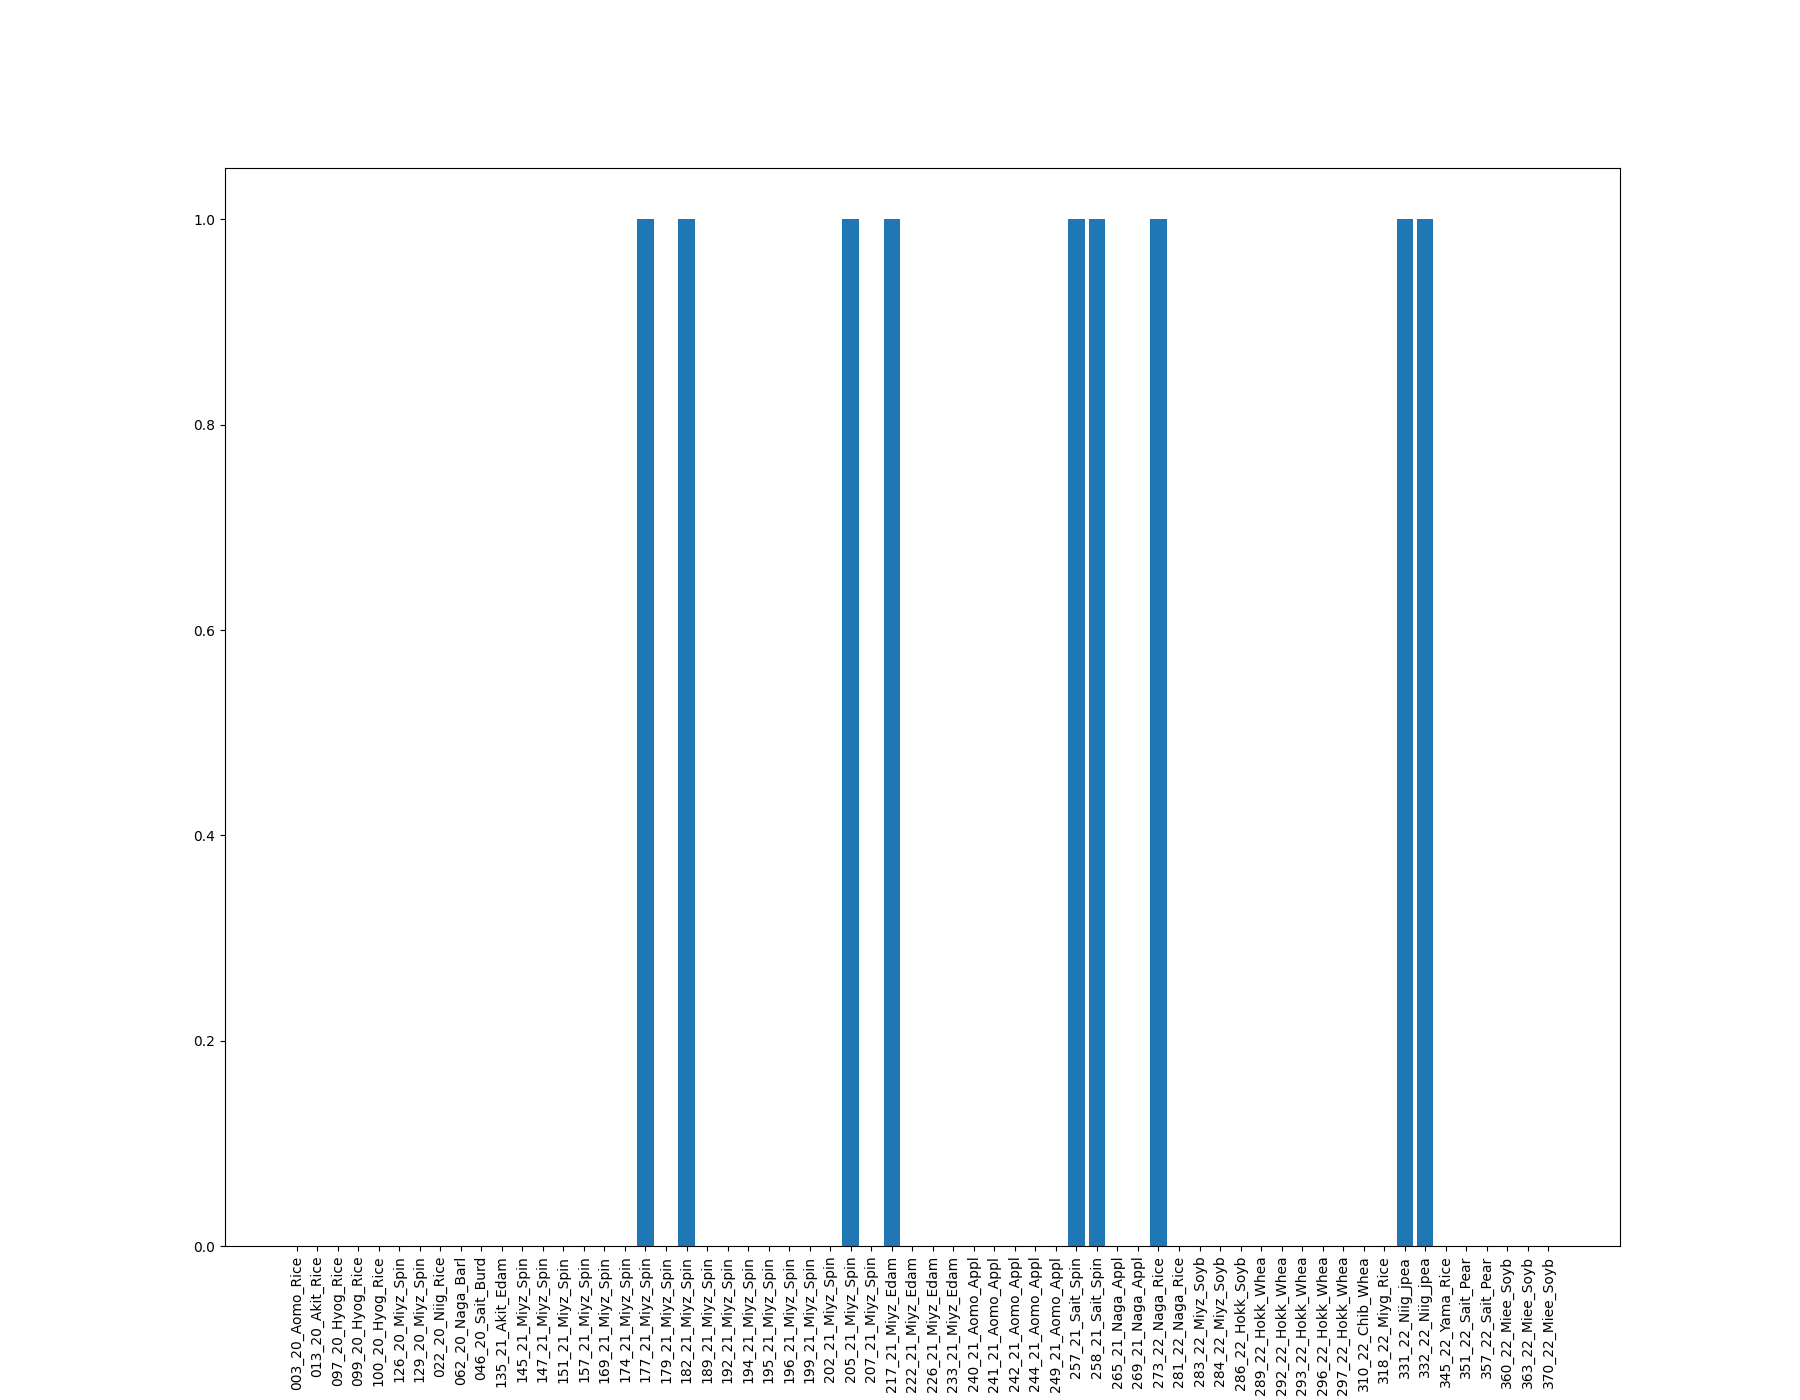 1.0
0.8
0.6
0.4
0.2
0.0
003_20_Aomo_Rice
013_20_Akit_Rice
097_20_Hyog_Rice
099_20_Hyog_Rice
100_20_Hyog_Rice
126_20_Miyz_Spin
129_20_Miyz_Spin
022_20_Niig_Rice
062_20_Naga_Barl
046_20_Sait_Burd
135_21_Akit_Edam
145_21_Miyz_Spin
147_21_Miyz_Spin
151_21_Miyz_Spin
157_21_Miyz_Spin
169_21_Miyz_Spin
174_21_Miyz_Spin
177_21_Miyz_Spin
179_21_Miyz_Spin
182_21_Miyz_Spin
189_21_Miyz_Spin
192_21_Miyz_Spin
194_21_Miyz_Spin
195_21_Miyz_Spin
196_21_Miyz_Spin
199_21_Miyz_Spin
202_21_Miyz_Spin
205_21_Miyz_Spin
207_21_Miyz_Spin
217_21_Miyz_Edam
222_21_Miyz_Edam
226_21_Miyz_Edam
233_21_Miyz_Edam
240_21_Aomo_Appl
241_21_Aomo_Appl
242_21_Aomo_Appl
244_21_Aomo_Appl
249_21_Aomo_Appl
257_21_Sait_Spin
258_21_Sait_Spin
265_21_Naga_Appl
269_21_Naga_Appl
273_22_Naga_Rice
281_22_Naga_Rice
283_22_Miyz_Soyb
284_22_Miyz_Soyb
286_22_Hokk_Soyb
289_22_Hokk_Whea
292_22_Hokk_Whea
293_22_Hokk_Whea
296_22_Hokk_Whea
297_22_Hokk_Whea
310_22_Chib_Whea
318_22_Miyg_Rice
331_22_Niig_jpea
332_22_Niig_jpea
345_22_Yama_Rice
351_22_Sait_Pear
357_22_Sait_Pear
360_22_Miee_Soyb
363_22_Miee_Soyb
370_22_Miee_Soyb